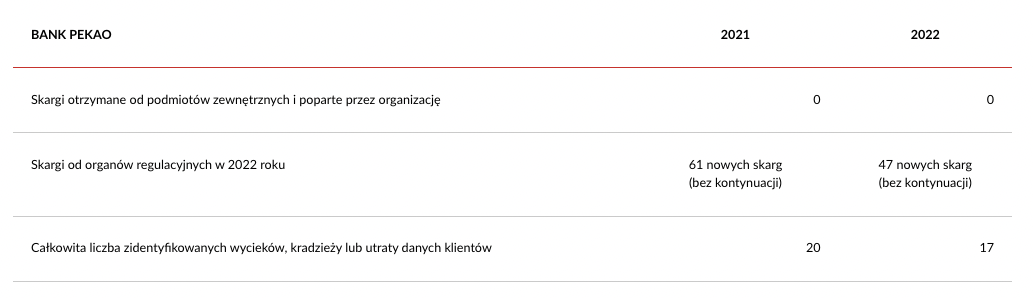 BANK PEKAO 2021 2022
Skargi otrzymane od podmiotów zewnętrznych i poparte przez organizację 0 0
Skargi od organów regulacyjnych w 2022 roku 61 nowych skarg 47 nowych skarg
(bez kontynuacji) (bez kontynuacji)
Całkowita liczba zidentyfikowanych wycieków, kradzieży lub utraty danych klientów 20 17